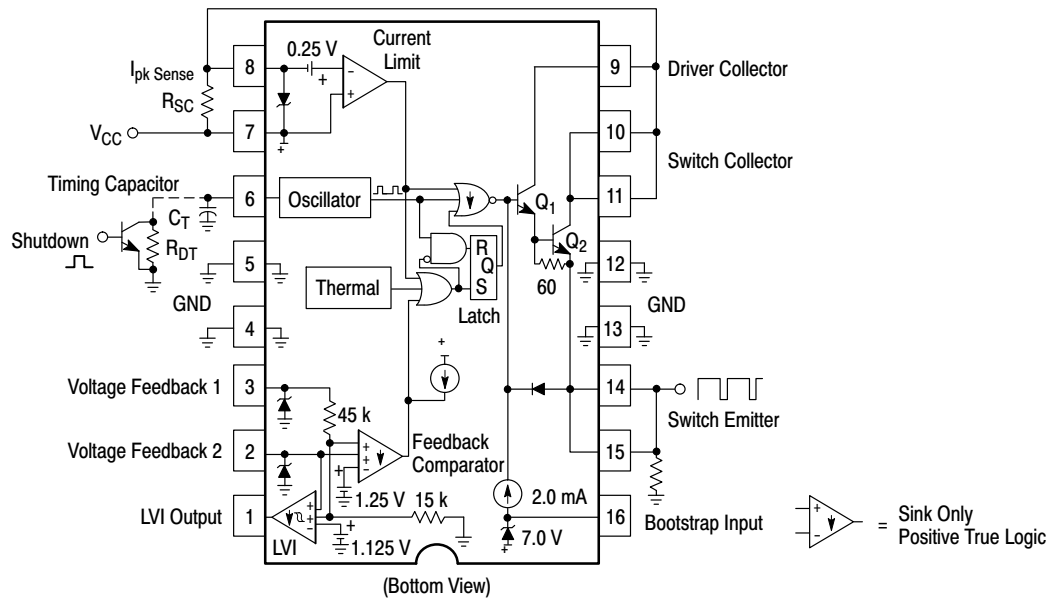 Current
Limit
0.25 V
+
−
+
+
I pk Sense
RSC
VCC
8
7
9
Driver Collector
10
Switch Collector
11
Timing Capacitor
6
Oscillator
CT
RDT
Shutdown
5
GND
4
Thermal
R
Q
S
Latch
Q1
Q2
60
12
GND
13
+
Voltage Feedback 1
3
45 k
14
Switch Emitter
Voltage Feedback 2
2
+
+
−
Feedback
Comparator
15
+
1.25 V
15 k
2.0 mA
LVI Output
1
+
+
−
+
1.125 V
LVI
7.0 V
+
16
Bootstrap Input
+
−
= Sink Only
Positive True Logic
(Bottom View)